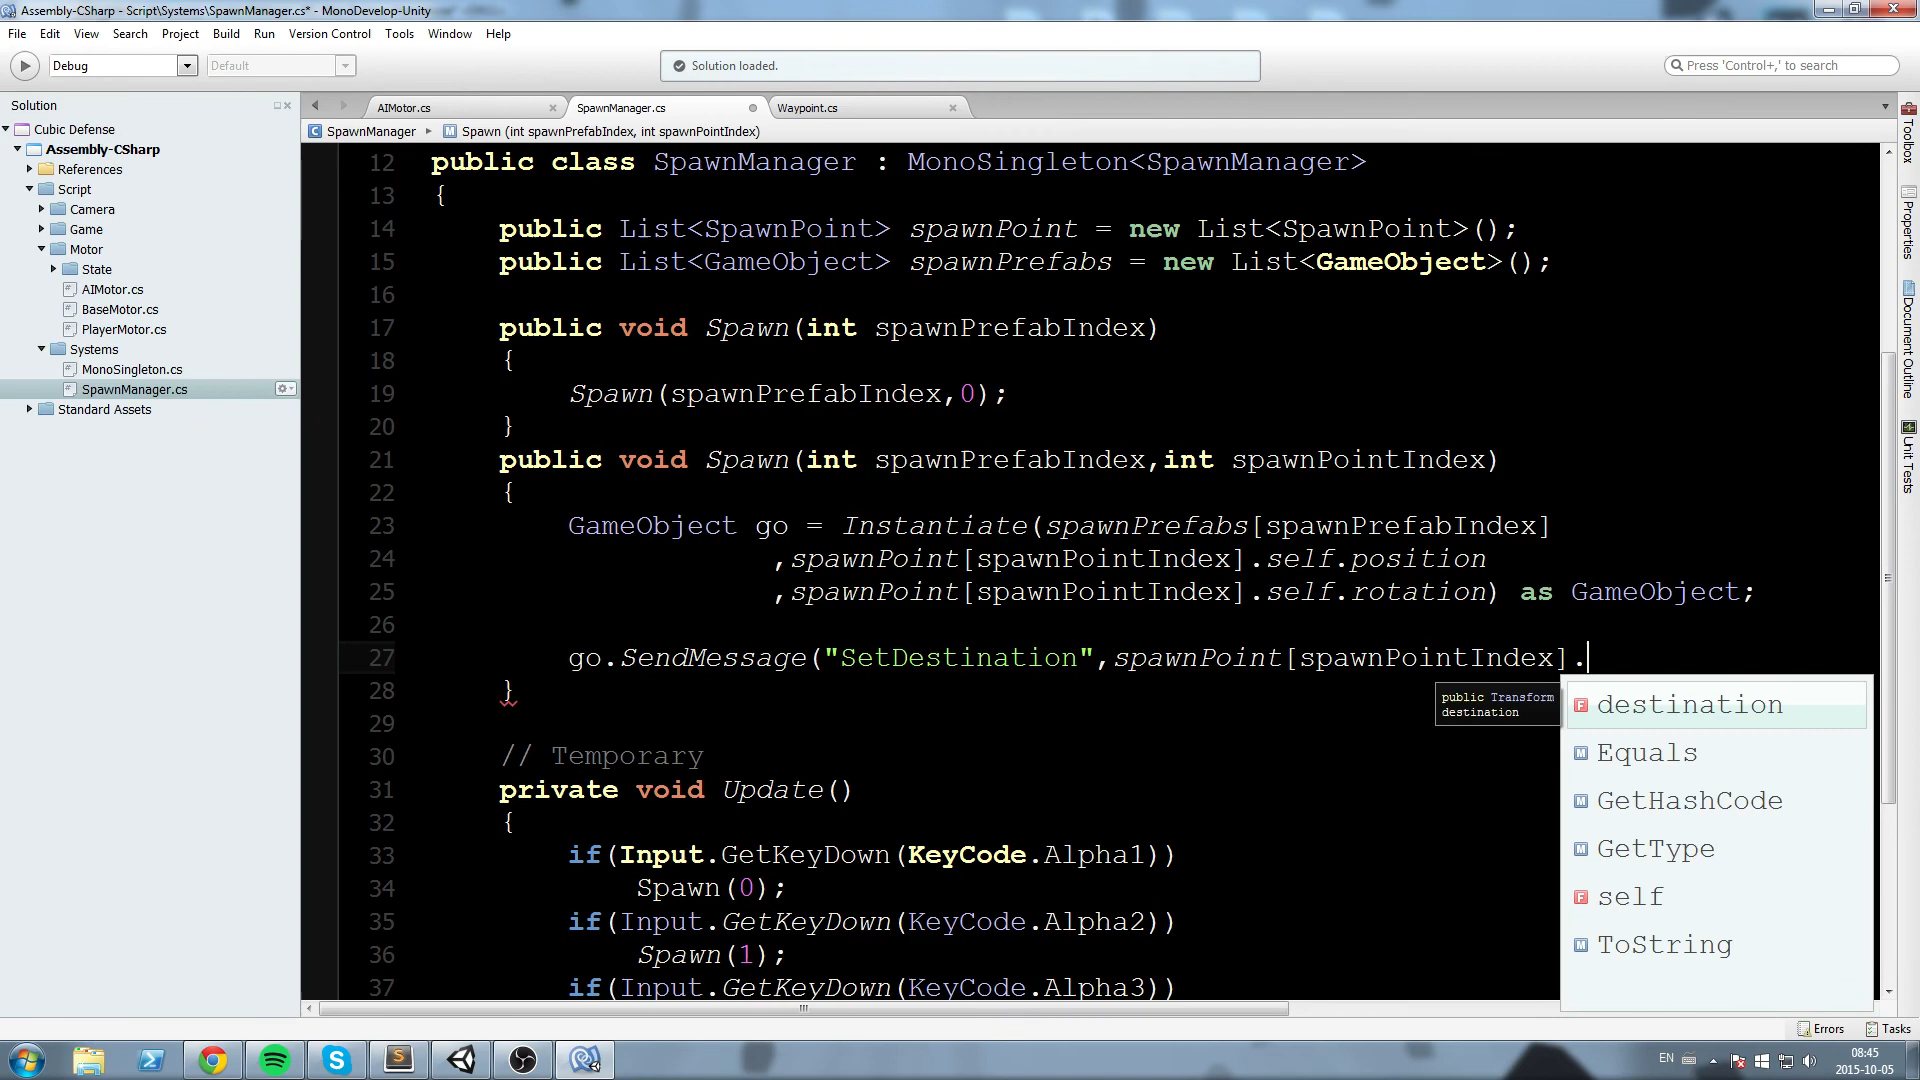 Assembly-CSharp - Script\Systems\SpawnManager.cs* - MonoDevelop-Unity
File Edit View Search Project Build Run Version Control Tools Window Help
Debug Default Solution loaded. Press 'Control+,' to search
Solution
Cubic Defense
Assembly-CSharp
References
Script
Camera
Game
Motor
State
AIMotor.cs
BaseMotor.cs
PlayerMotor.cs
Systems
MonoSingleton.cs
SpawnManager.cs
Standard Assets
AIMotor.cs SpawnManager.cs Waypoint.cs
SpawnManager Spawn (int spawnPrefabIndex, int spawnPointIndex)
12 public class SpawnManager : MonoSingleton<SpawnManager>
13 {
14 public List<SpawnPoint> spawnPoint = new List<SpawnPoint>();
15 public List<GameObject> spawnPrefabs = new List<GameObject>();
16
17 public void Spawn(int spawnPrefabIndex)
18 {
19 Spawn(spawnPrefabIndex,0);
20 }
21 public void Spawn(int spawnPrefabIndex,int spawnPointIndex)
22 {
23 GameObject go = Instantiate(spawnPrefabs[spawnPrefabIndex]
24 ,spawnPoint[spawnPointIndex].self.position
25 ,spawnPoint[spawnPointIndex].self.rotation) as GameObject;
26
27 go.SendMessage("SetDestination",spawnPoint[spawnPointIndex].
28 }
29
30 // Temporary
31 private void Update()
32 {
33 if(Input.GetKeyDown(KeyCode.Alpha1))
34 Spawn(0);
35 if(Input.GetKeyDown(KeyCode.Alpha2))
36 Spawn(1);
37 if(Input.GetKeyDown(KeyCode.Alpha3))
public Transform
destination
destination
Equals
GetHashCode
GetType
self
ToString
Toolbox
Properties
Document Outline
Unit Tests
Errors Tasks
EN
08:45
2015-10-05